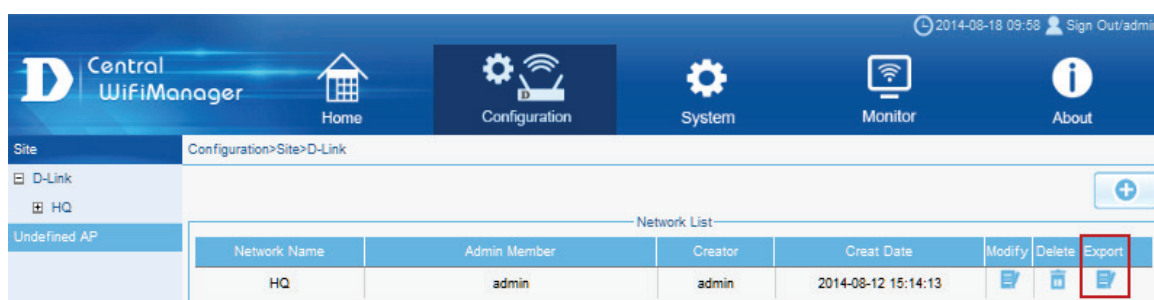 2014-08-18 09:58 Sign Out/admin
D Central
WiFiManager
Home Configuration System Monitor About
Site Configuration>Site>D-Link
D-Link
HQ
Network List
Undefined AP
Network Name Admin Member Creator Creat Date Modify Delete Export
HQ admin admin 2014-08-12 15:14:13